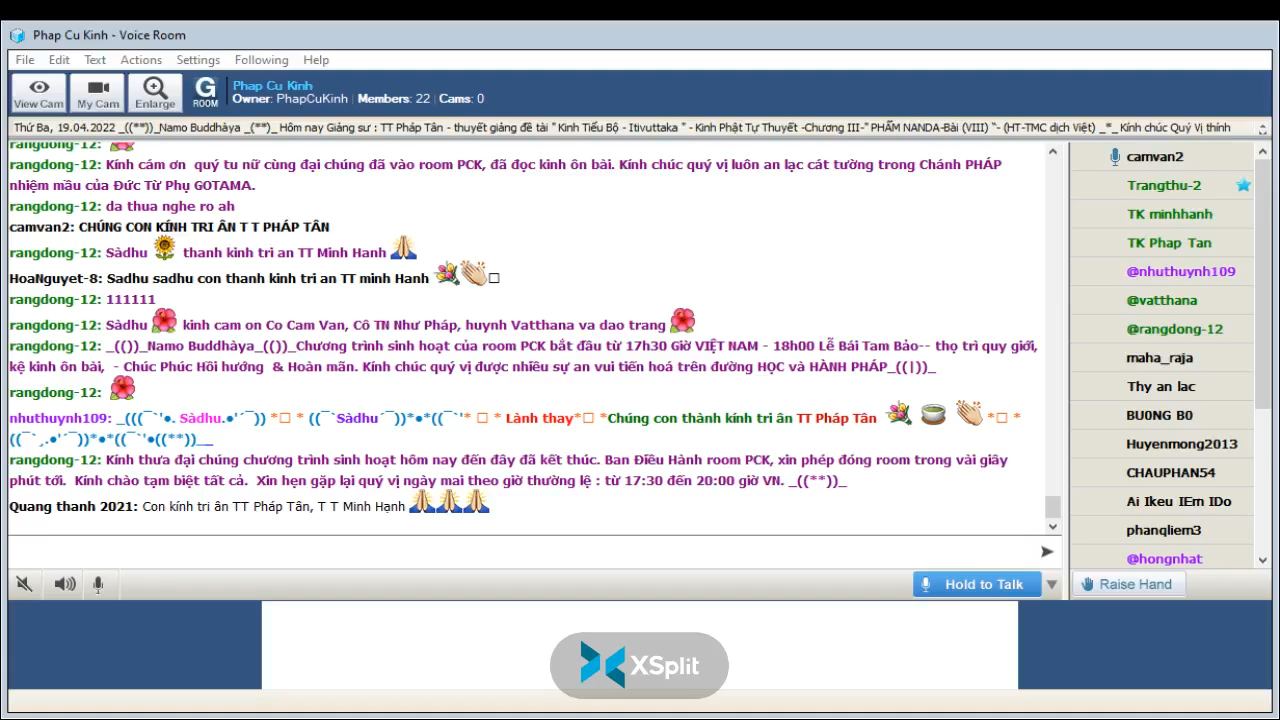 Phap Cu Kinh - Voice Room
File Edit Text Actions Settings Following Help
View Cam My Cam Enlarge G ROOM
Phap Cu Kinh
Owner: PhapCuKinh | Members: 22 | Cams: 0
Thứ Ba, 19.04.2022 _((**))_Namo Buddhàya _(**)_ Hôm nay Giảng sư : TT Pháp Tân - thuyết giảng đề tài " Kinh Tiểu Bộ - Itivuttaka " - Kinh Phật Tự Thuyết -Chương III-" PHẨM NANDA-Bài (VIII) "- (HT-TMC dịch Việt) _*_ Kính chúc Quý Vị thính
rangdong-12:
rangdong-12: Kính cám ơn quý tu nữ cùng đại chúng đã vào room PCK, đã đọc kinh ôn bài. Kính chúc quý vị luôn an lạc cát tường trong Chánh PHÁP
nhiệm mầu của Đức Từ Phụ GOTAMA.
rangdong-12: da thua nghe ro ah
camvan2: CHÚNG CON KÍNH TRI ÂN T T PHÁP TÂN
rangdong-12: Sàdhu 🌻 thanh kinh tri an TT Minh Hanh 🙏
HoaNguyet-8: Sadhu sadhu con thanh kinh tri an TT minh Hanh 💐👏□
rangdong-12: 111111
rangdong-12: Sàdhu 🌺 kinh cam on Co Cam Van, Cô TN Như Pháp, huynh Vatthana va dao trang 🌺
rangdong-12: _(())_Namo Buddhàya_(())_Chương trình sinh hoạt của room PCK bắt đầu từ 17h30 Giờ VIỆT NAM - 18h00 Lễ Bái Tam Bảo-- thọ trì quy giới,
kệ kinh ôn bài, - Chúc Phúc Hồi hướng & Hoàn mãn. Kính chúc quý vị được nhiều sự an vui tiến hoá trên đường HỌC và HÀNH PHÁP_((|))_
rangdong-12: 🌺
nhuthuynh109: _(((¯`'•. Sàdhu.•'´¯)) *□ * ((¯`Sàdhu´¯))*•*((¯`'* □ * Lành thay*□ *Chúng con thành kính tri ân TT Pháp Tân 💐 🍵 👏 *□ *
((¯`¸.•'´¯))*•*((¯`'•((**))__
rangdong-12: Kính thưa đại chúng chương trình sinh hoạt hôm nay đến đây đã kết thúc. Ban Điều Hành room PCK, xin phép đóng room trong vài giây
phút tới. Kính chào tạm biệt tất cả. Xin hẹn gặp lại quý vị ngày mai theo giờ thường lệ : từ 17:30 đến 20:00 giờ VN. _((**))_
Quang thanh 2021: Con kính tri ân TT Pháp Tân, T T Minh Hạnh 🙏🙏🙏
camvan2
Trangthu-2
TK minhhanh
TK Phap Tan
@nhuthuynh109
@vatthana
@rangdong-12
maha_raja
Thy an lac
BU0NG B0
Huyenmong2013
CHAUPHAN54
Ai Ikeu IEm IDo
phanqliem3
@hongnhat
Hold to Talk
Raise Hand
XSplit